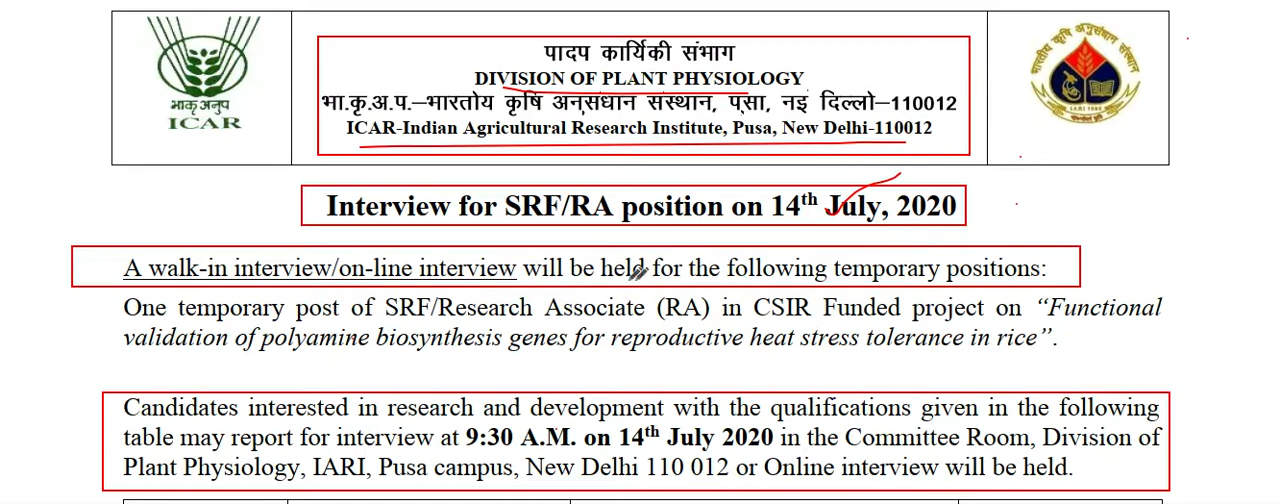 भाकृअनुप
ICAR
पादप कार्यिकी संभाग
DIVISION OF PLANT PHYSIOLOGY
भा.कृ.अ.प.–भारतीय कृषि अनुसंधान संस्थान, पूसा, नई दिल्ली–110012
ICAR-Indian Agricultural Research Institute, Pusa, New Delhi-110012
भारतीय कृषि अनुसंधान संस्थान
Interview for SRF/RA position on 14th July, 2020
A walk-in interview/on-line interview will be held for the following temporary positions:
One temporary post of SRF/Research Associate (RA) in CSIR Funded project on “Functional
validation of polyamine biosynthesis genes for reproductive heat stress tolerance in rice”.
Candidates interested in research and development with the qualifications given in the following
table may report for interview at 9:30 A.M. on 14th July 2020 in the Committee Room, Division of
Plant Physiology, IARI, Pusa campus, New Delhi 110 012 or Online interview will be held.